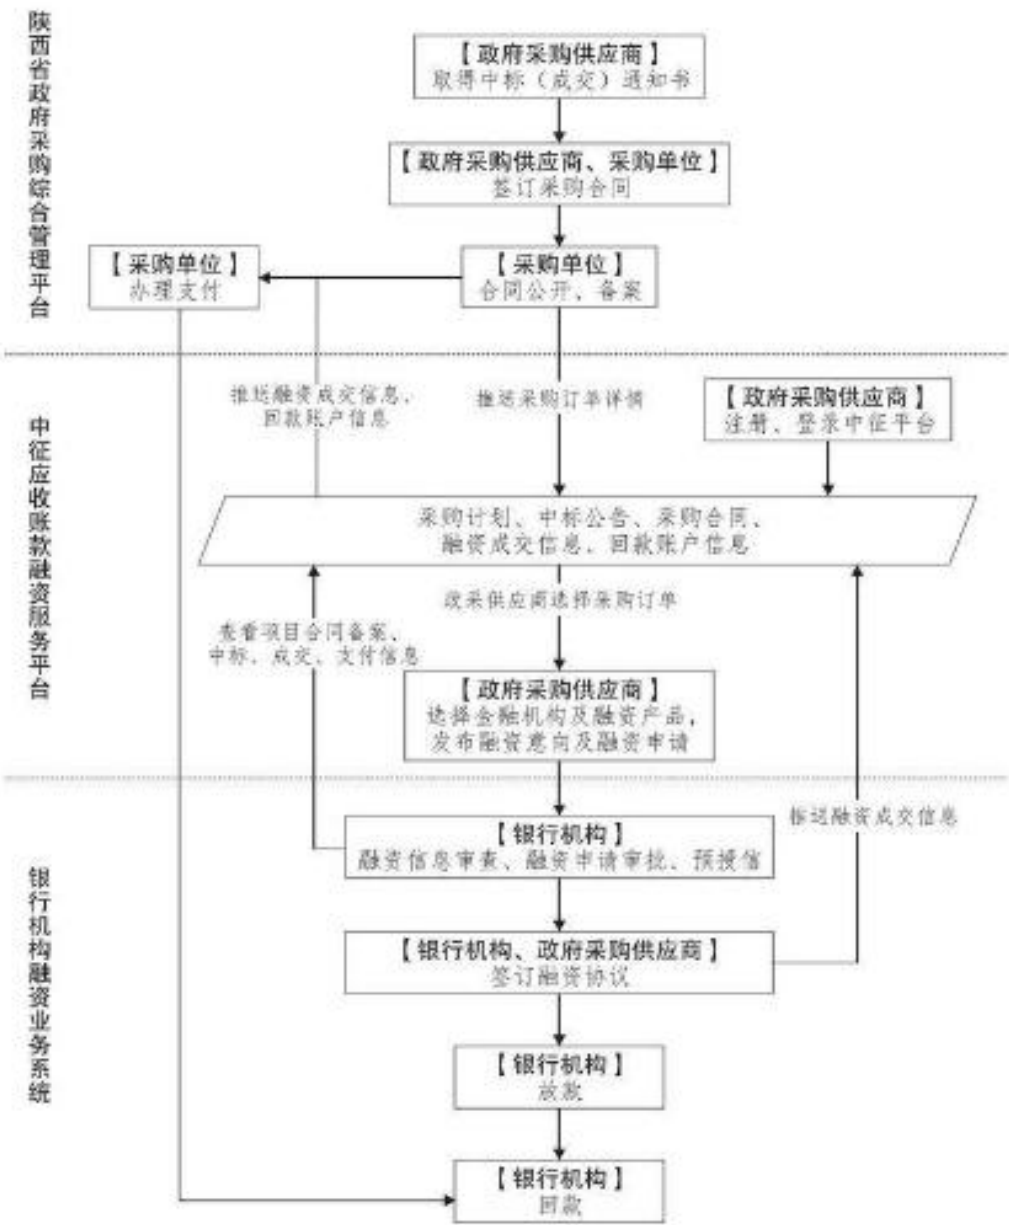 陕西省政府采购综合管理平台
【政府采购供应商】
取得中标（成交）通知书
【政府采购供应商、采购单位】
签订采购合同
【采购单位】
办理支付
【采购单位】
合同公开、备案
中征应收账款融资服务平台
推送融资成交信息、
回款账户信息
推送采购订单详情
【政府采购供应商】
注册、登录中征平台
采购计划、中标公告、采购合同、
融资成交信息、回款账户信息
政采供应商选择采购订单
查看项目合同备案、
中标、成交、支付信息
【政府采购供应商】
选择金融机构及融资产品，
发布融资意向及融资申请
银行机构融资业务系统
【银行机构】
融资信息审查、融资申请审批、预授信
推送融资成交信息
【银行机构、政府采购供应商】
签订融资协议
【银行机构】
放款
【银行机构】
回款